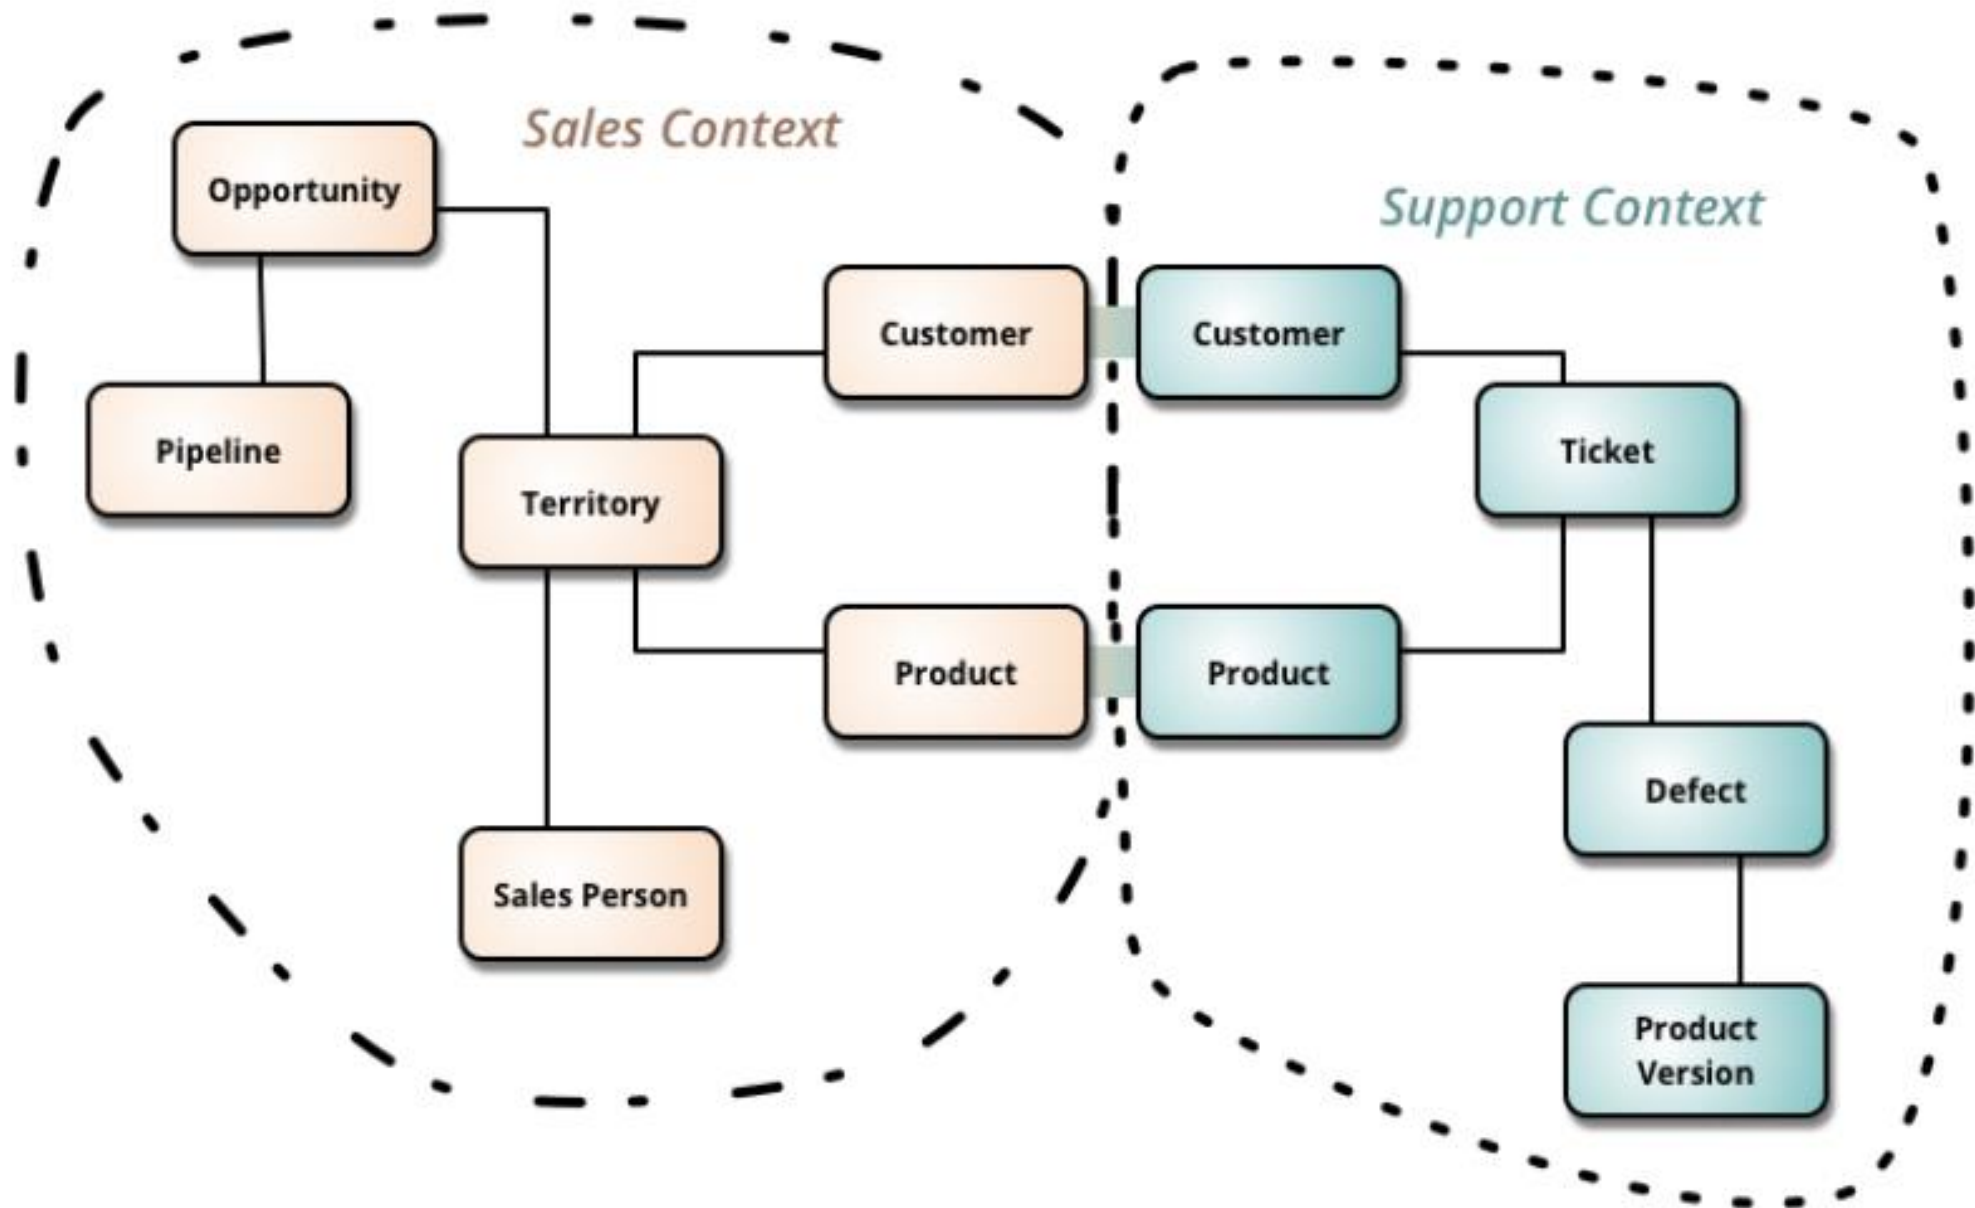 Sales Context
Opportunity
Support Context
Customer
Customer
Pipeline
Ticket
Territory
Product
Product
Defect
Sales Person
Product
Version